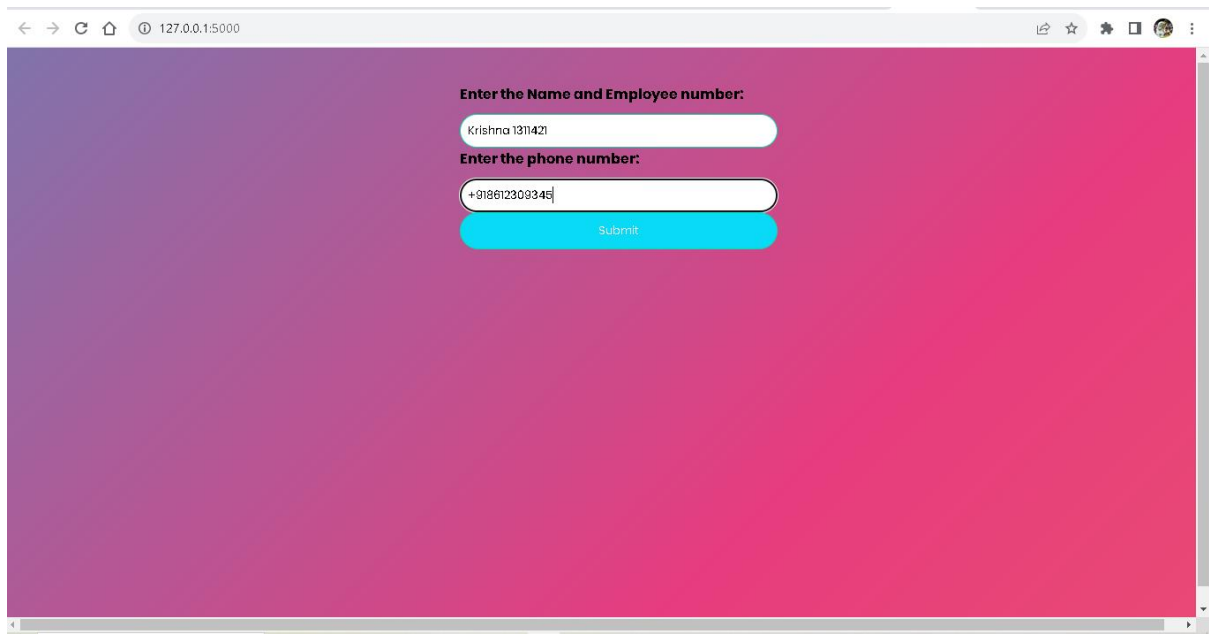 127.0.0.1:5000
Enter the Name and Employee number:
Krishna 1311421
Enter the phone number:
+918612309345
Submit